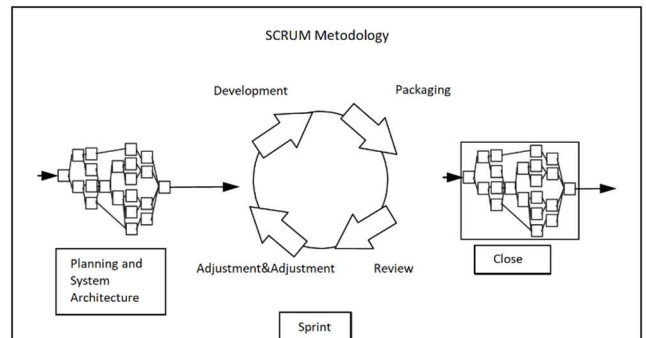 SCRUM Metodology
Development
Packaging
Planning and
System
Architecture
Adjustment&Adjustment
Review
Close
Sprint